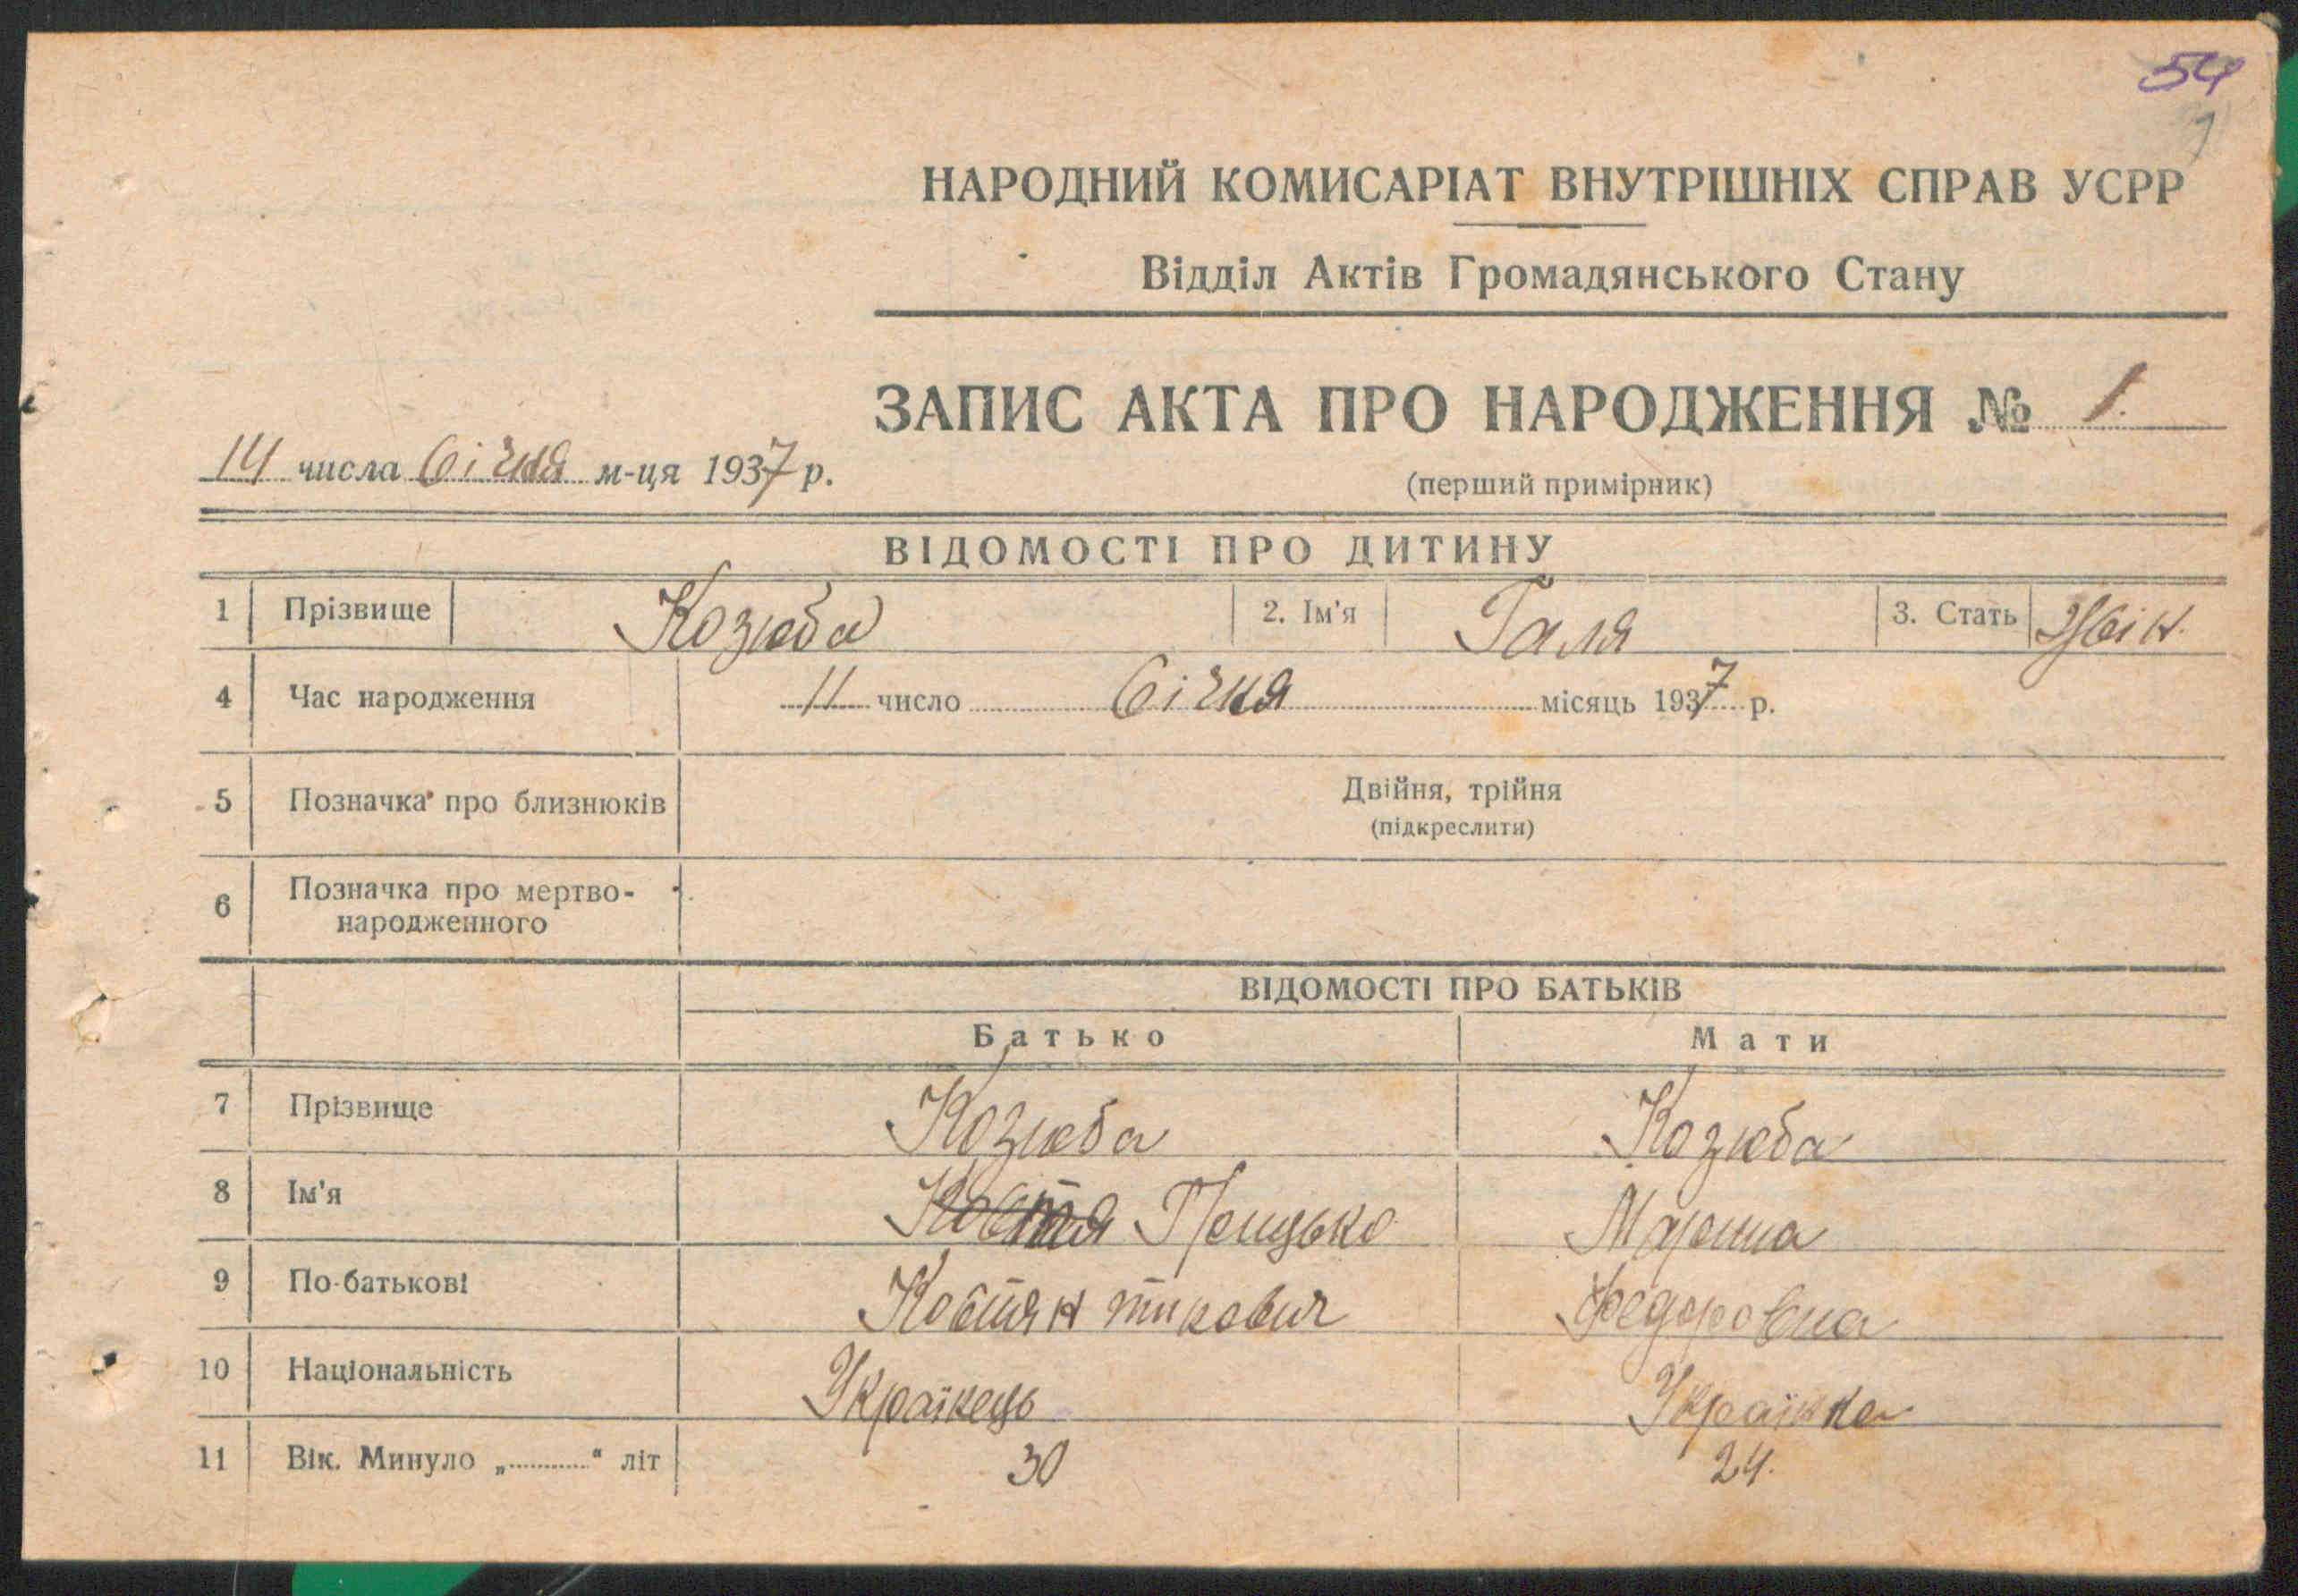 54
НАРОДНИЙ КОМИСАРІАТ ВНУТРІШНІХ СПРАВ УСРР
Відділ Актів Громадянського Стану
ЗАПИС АКТА ПРО НАРОДЖЕННЯ № 1.
14 числа Січня м-ця 1937 р.
(перший примірник)
ВІДОМОСТІ ПРО ДИТИНУ
1 Прізвище Козюба 2. Ім'я Галя 3. Стать Жін.
4 Час народження 11 число Січня місяць 1937 р.
5 Позначка про близнюків Двійня, трійня
(підкреслити)
6 Позначка про мертво-
народженного
ВІДОМОСТІ ПРО БАТЬКІВ
Батько Мати
7 Прізвище Козюба Козюба
8 Ім'я Костя Грицько Марина
9 По-батькові Костянтинович Федоровна
10 Національність Українець Українка
11 Вік. Минуло „............“ літ 30 24.